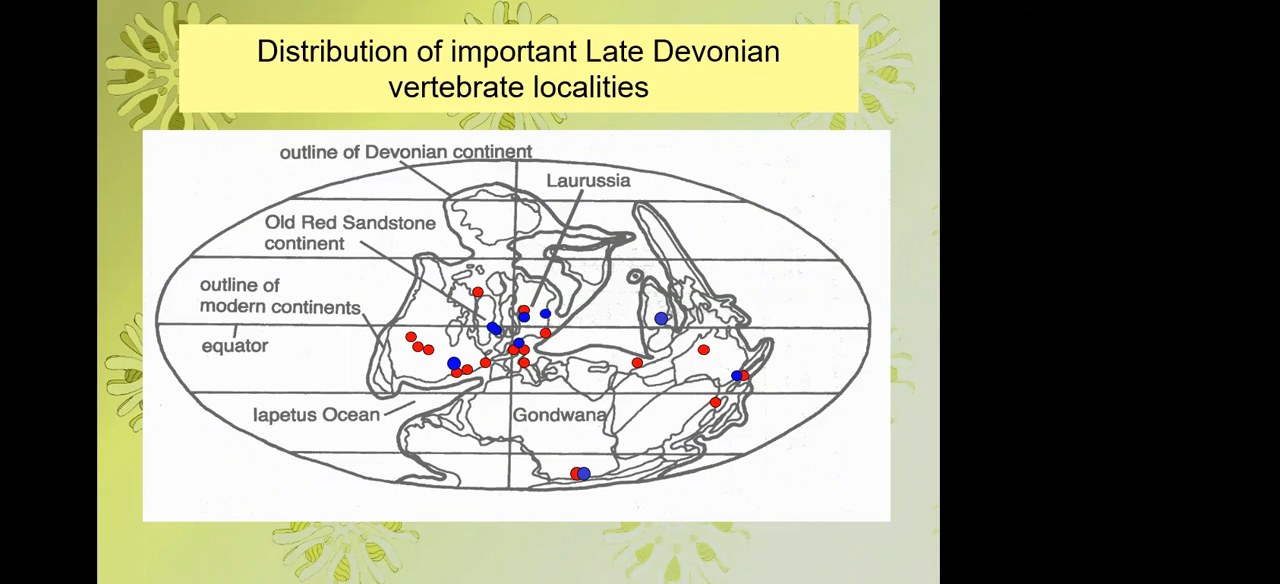 Distribution of important Late Devonian
vertebrate localities
outline of Devonian continent
Laurussia
Old Red Sandstone
continent
outline of
modern continents
equator
Iapetus Ocean
Gondwana